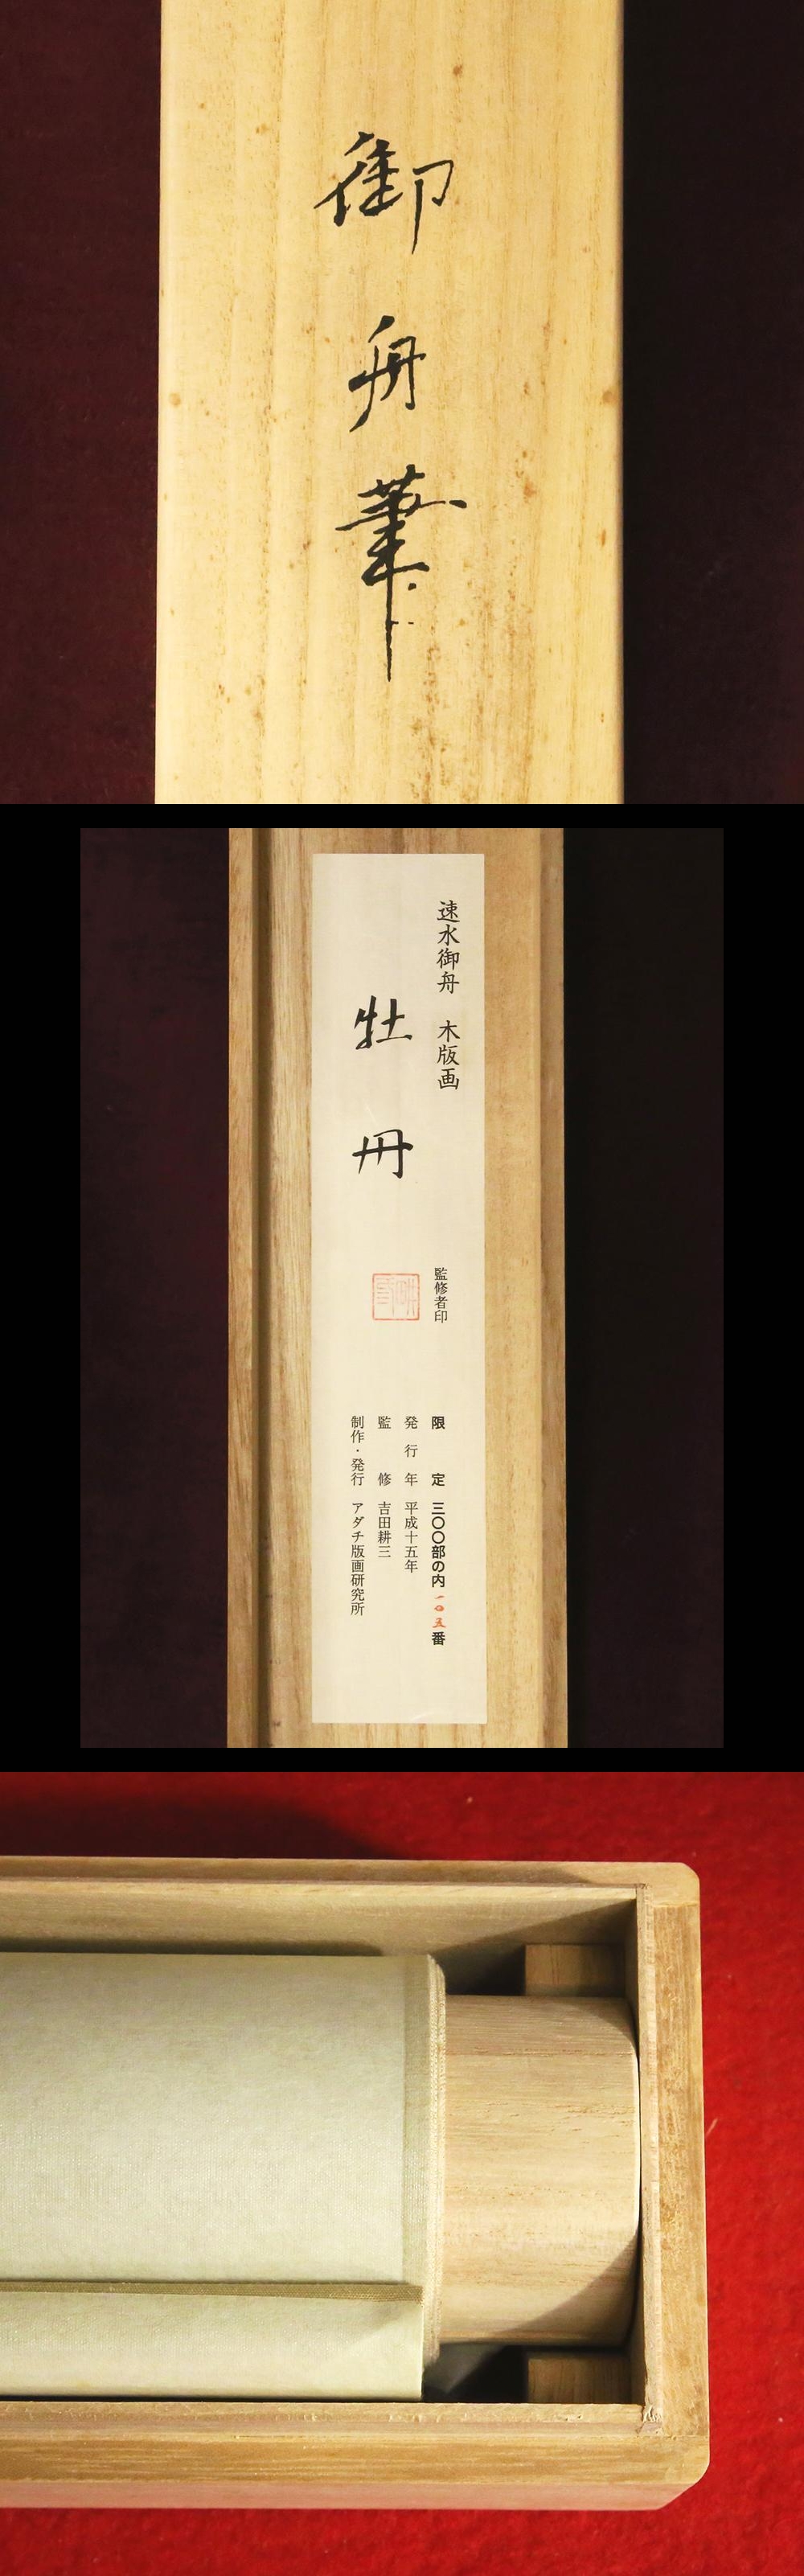 御舟筆
速水御舟　木版画
牡丹
監修者印
限定　三〇〇部の内 一〇五番
発行年　平成十五年
監修　吉田耕三
制作・発行　アダチ版画研究所